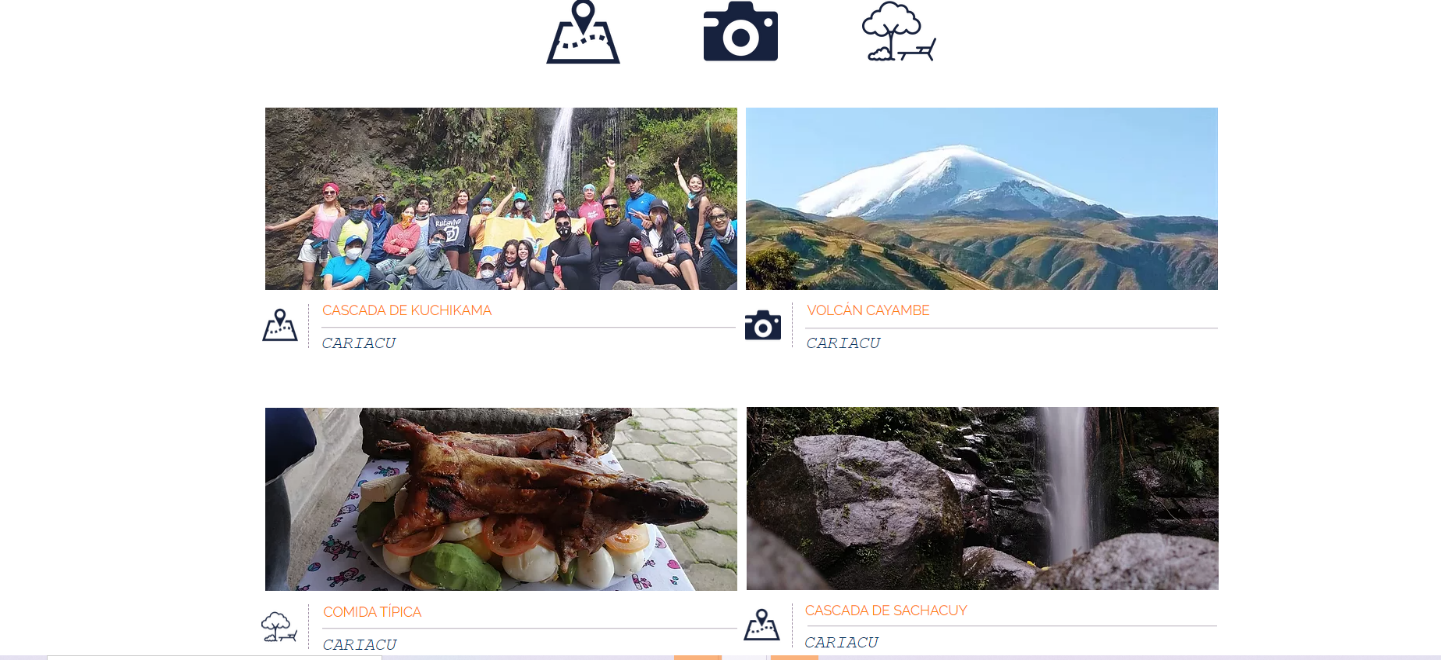 CASCADA DE KUCHIKAMA
CARIACU
VOLCÁN CAYAMBE
CARIACU
COMIDA TÍPICA
CARIACU
CASCADA DE SACHACUY
CARIACU